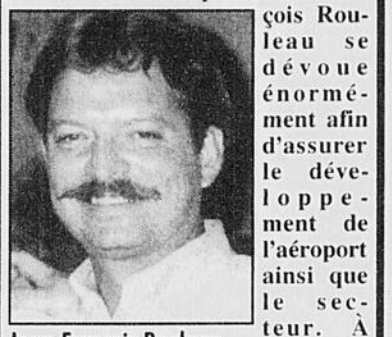 çois Rou-
leau se
dévoue
énormé-
ment afin
d'assurer
le déve-
loppe-
ment de
l'aéroport
ainsi que
le sec-
teur. À